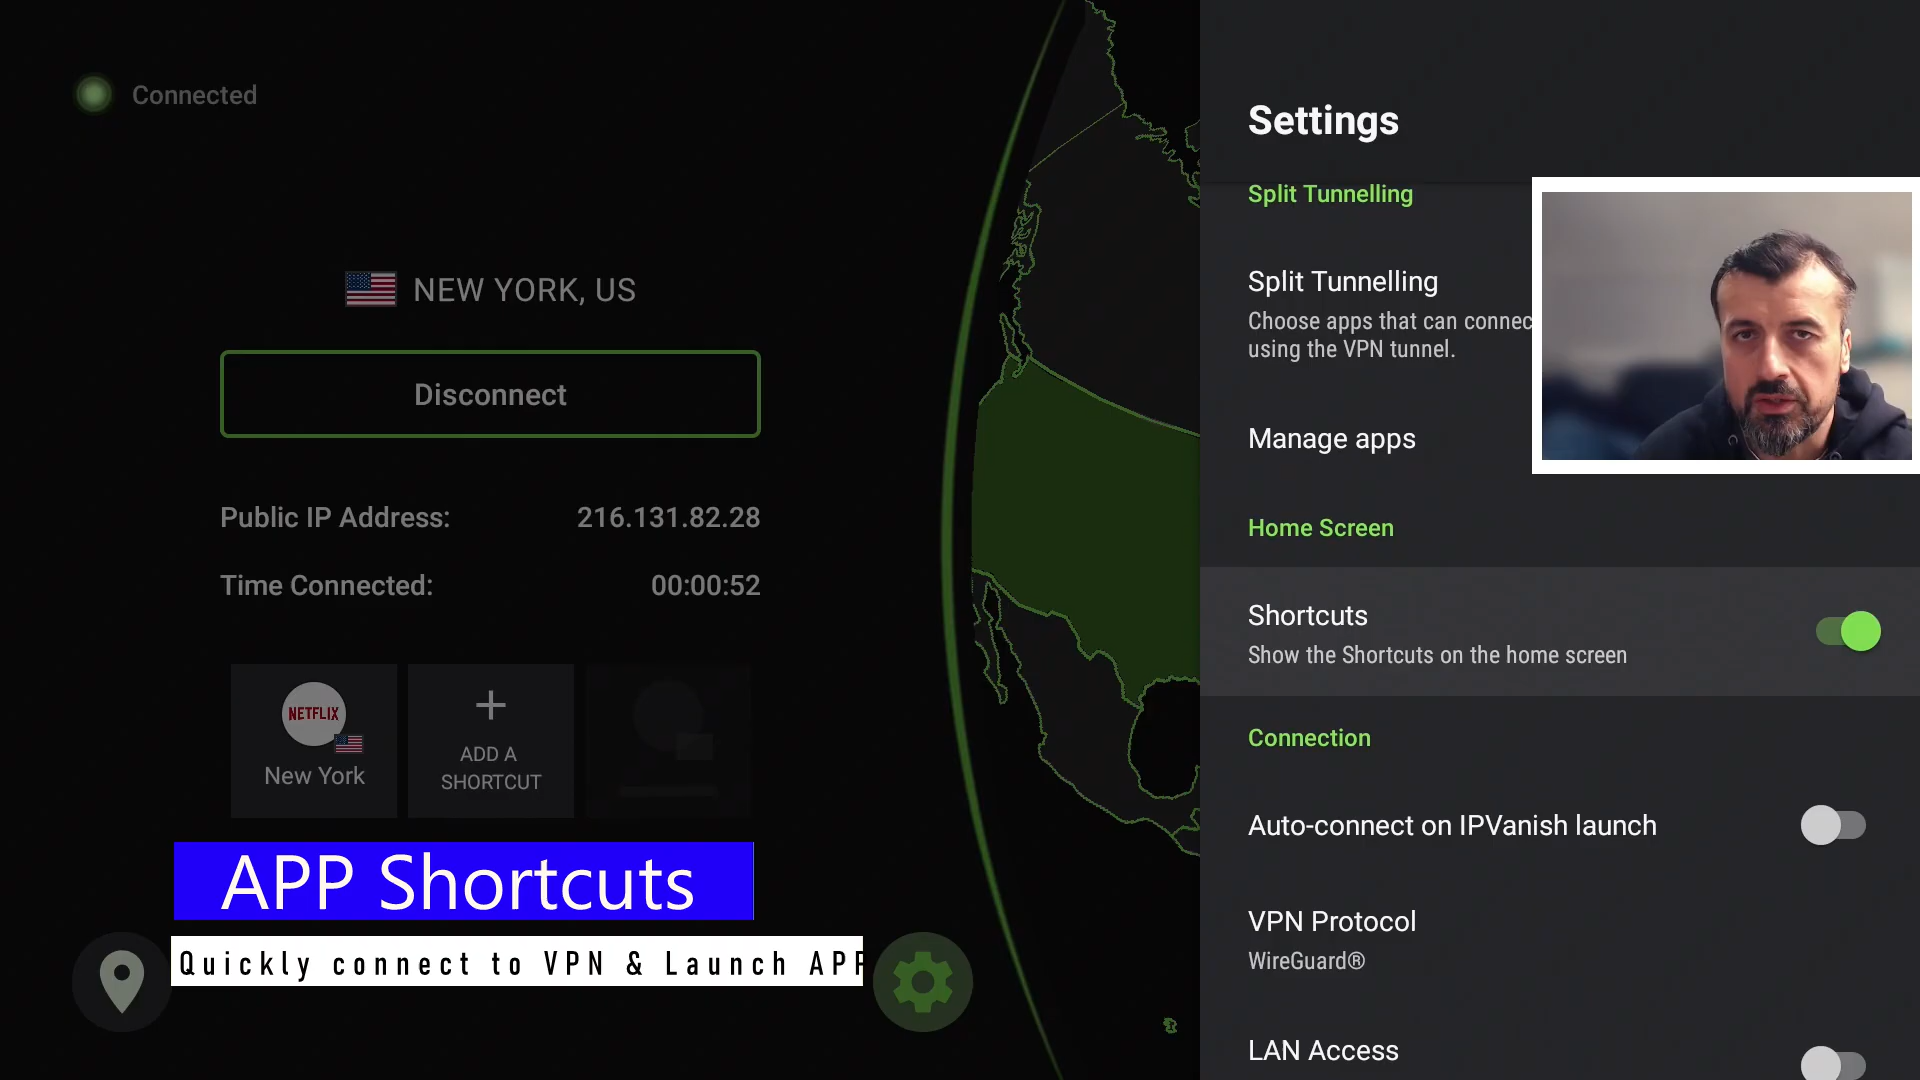 Connected
NEW YORK, US
Disconnect
Public IP Address: 216.131.82.28
Time Connected: 00:00:52
NETFLIX
New York
ADD A
SHORTCUT
APP Shortcuts
Quickly connect to VPN & Launch APP
Settings
Split Tunnelling
Split Tunnelling
Choose apps that can connec
using the VPN tunnel.
Manage apps
Home Screen
Shortcuts
Show the Shortcuts on the home screen
Connection
Auto-connect on IPVanish launch
VPN Protocol
WireGuard®
LAN Access